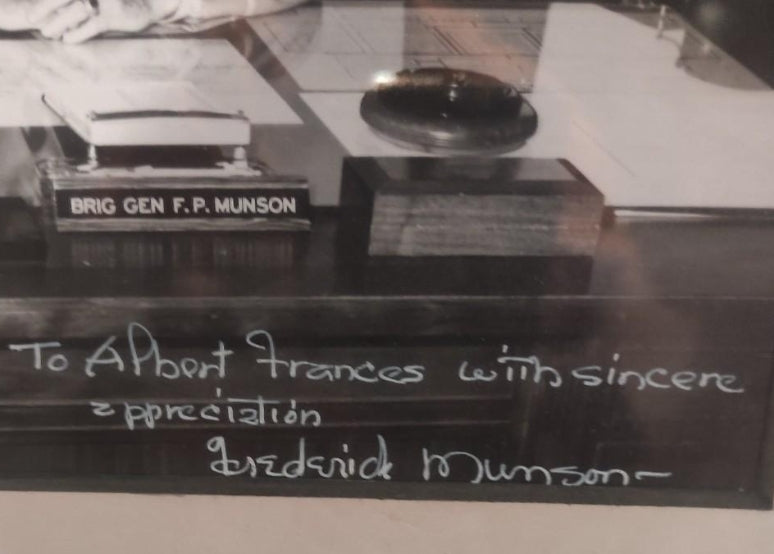 BRIG GEN F.P. MUNSON
To Albert Frances with sincere
appreciation
Frederick Munson